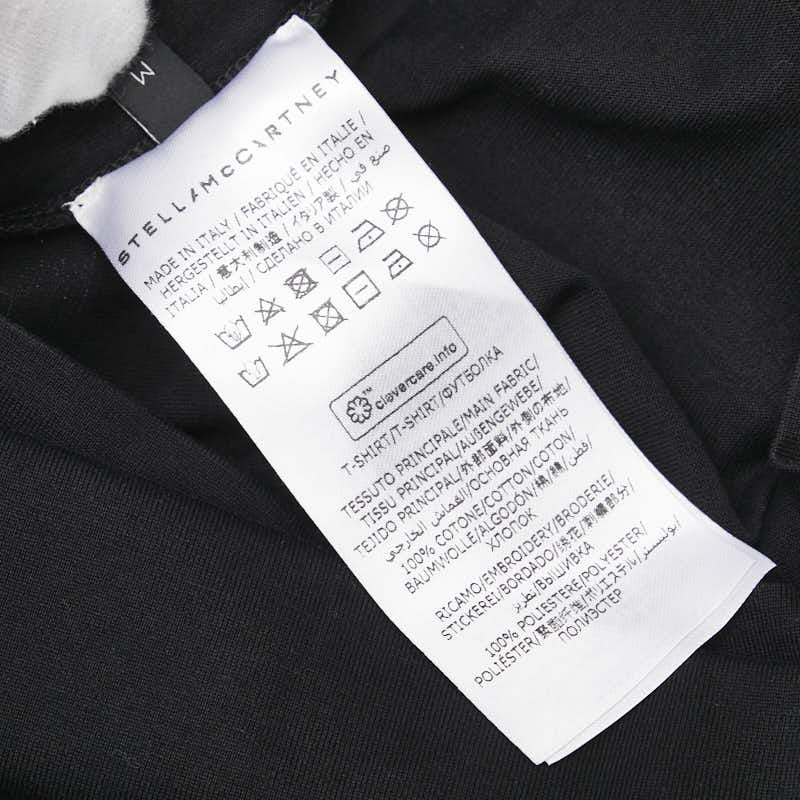 M
STELLA McCARTNEY
MADE IN ITALY / FABRIQUÉ EN ITALIE /
HERGESTELLT IN ITALIEN / HECHO EN
ITALIA / 意大利制造 / イタリア製 / صنع في
إيطاليا / СДЕЛАНО В ИТАЛИИ
clevercare.info™
T-SHIRT/T-SHIRT/ФУТБОЛКА
TESSUTO PRINCIPALE/MAIN FABRIC/
TISSU PRINCIPAL/AUßENGEWEBE/
TEJIDO PRINCIPAL/外部面料/外側の布地/
القماش الخارجي/ОСНОВНАЯ ТКАНЬ
100% COTONE/COTTON/COTON/
BAUMWOLLE/ALGODÓN/棉/綿/قطن/
ХЛОПОК
RICAMO/EMBROIDERY/BRODERIE/
STICKEREI/BORDADO/绣花/刺繍部分/
تطريز/ВЫШИВКА
100% POLIESTERE/POLYESTER/
POLIÉSTER/聚酯纤维/ポリエステル/بوليستر/
ПОЛИЭСТЕР